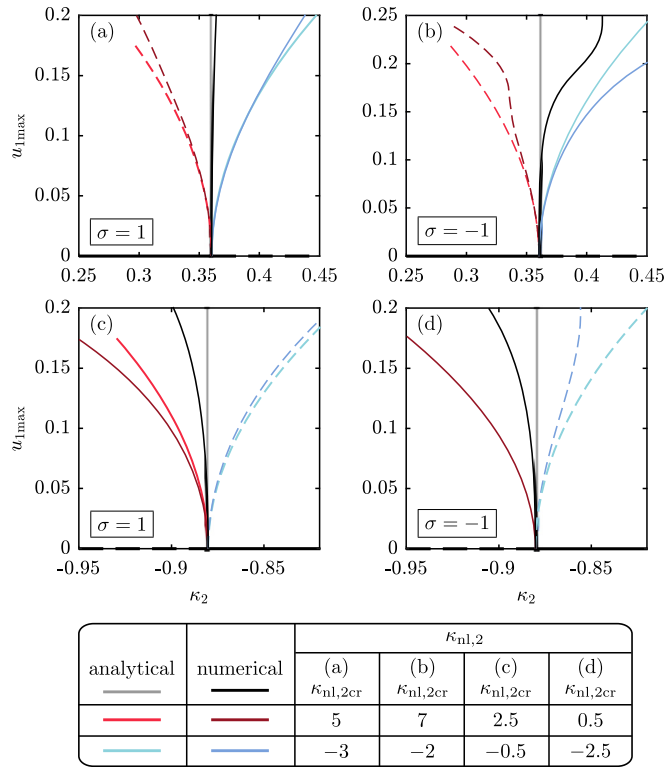 (a)
(b)
0.2
0.15
0.1
0.05
0
u1max
σ = 1
0.25 0.3 0.35 0.4 0.45
0.25
0.2
0.15
0.1
0.05
0
σ = −1
0.25 0.3 0.35 0.4 0.45
(c)
(d)
0.2
0.15
0.1
0.05
0
u1max
σ = 1
-0.95 -0.9 -0.85
κ2
0.2
0.15
0.1
0.05
0
σ = −1
-0.95 -0.9 -0.85
κ2
κnl,2
analytical numerical (a) (b) (c) (d)
κnl,2cr κnl,2cr κnl,2cr κnl,2cr
5 7 2.5 0.5
−3 −2 −0.5 −2.5